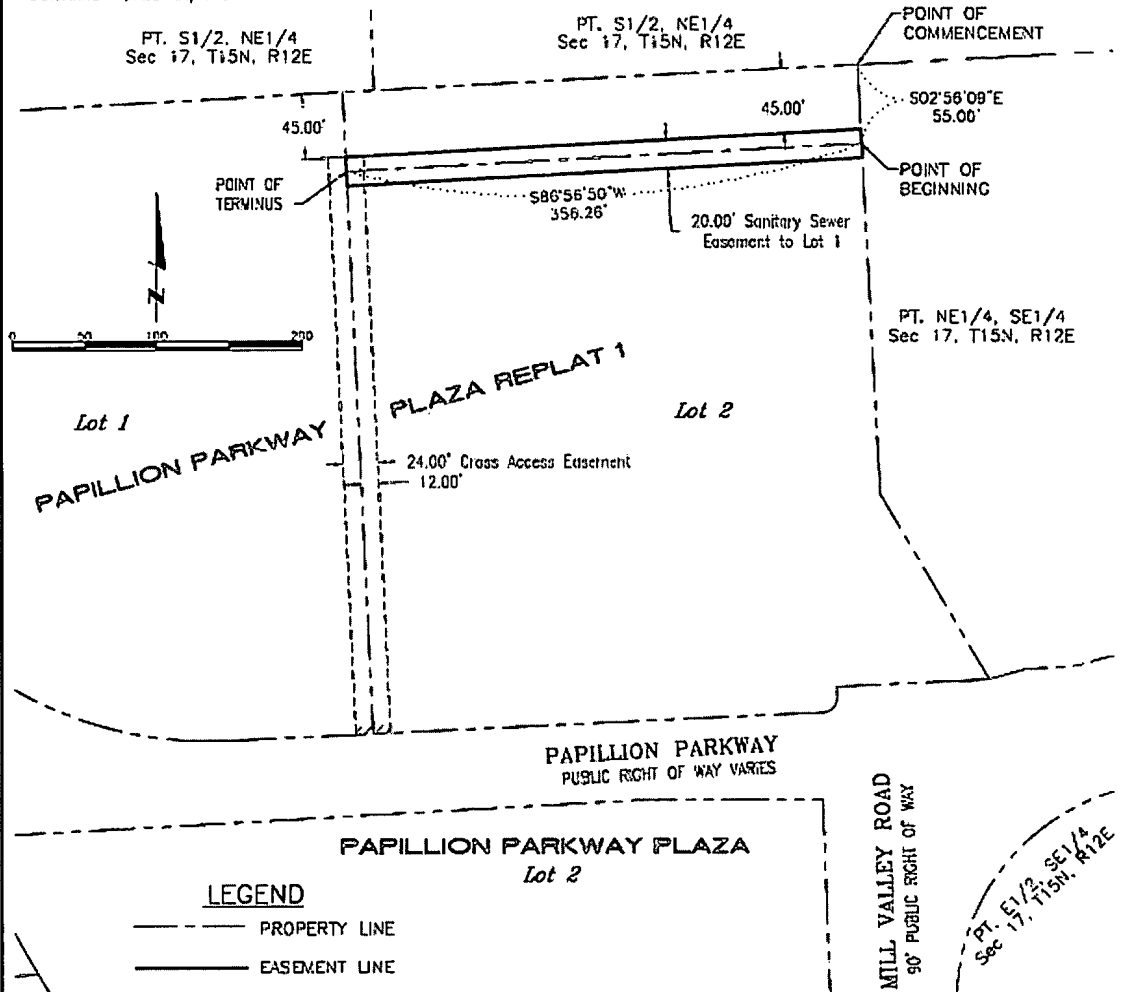 PT. S1/2, NE1/4
Sec 17, T15N, R12E
PT. S1/2, NE1/4
Sec 17, T15N, R12E
POINT OF
COMMENCEMENT
S02°56'09"E
55.00'
45.00'
45.00'
POINT OF
TERMINUS
POINT OF
BEGINNING
S86°56'50"W
356.26'
20.00' Sanitary Sewer
Easement to Lot 1
N
0 50 100 200
PT. NE1/4, SE1/4
Sec 17, T15N, R12E
Lot 1
PAPILLION PARKWAY PLAZA REPLAT 1
Lot 2
24.00' Cross Access Easement
12.00'
PAPILLION PARKWAY
PUBLIC RIGHT OF WAY VARIES
PAPILLION PARKWAY PLAZA
Lot 2
MILL VALLEY ROAD
90' PUBLIC RIGHT OF WAY
PT. E1/2, SE1/4
Sec 17, T15N, R12E
LEGEND
PROPERTY LINE
EASEMENT LINE